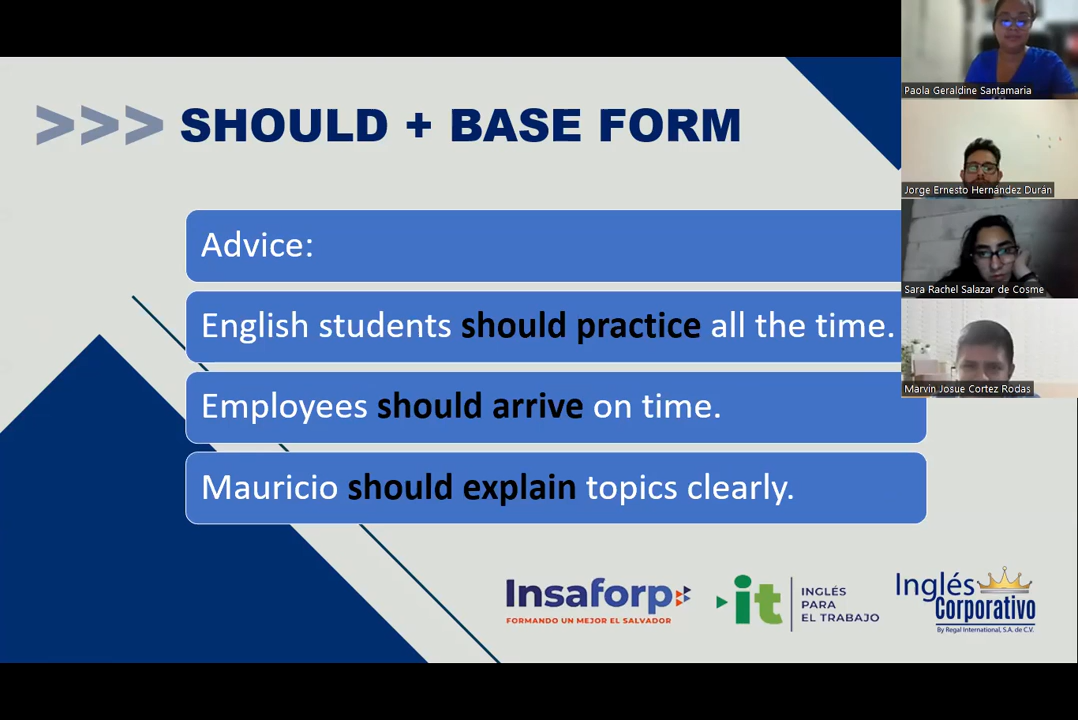 >>> SHOULD + BASE FORM
Advice:
English students should practice all the time.
Employees should arrive on time.
Mauricio should explain topics clearly.
Paola Geraldine Santamaria
Jorge Ernesto Hernández Durán
Sara Rachel Salazar de Cosme
Marvin Josue Cortez Rodas
Insaforp
FORMANDO UN MEJOR EL SALVADOR
it
INGLÉS
PARA
EL TRABAJO
Inglés
Corporativo
By Regal International, S.A. de C.V.